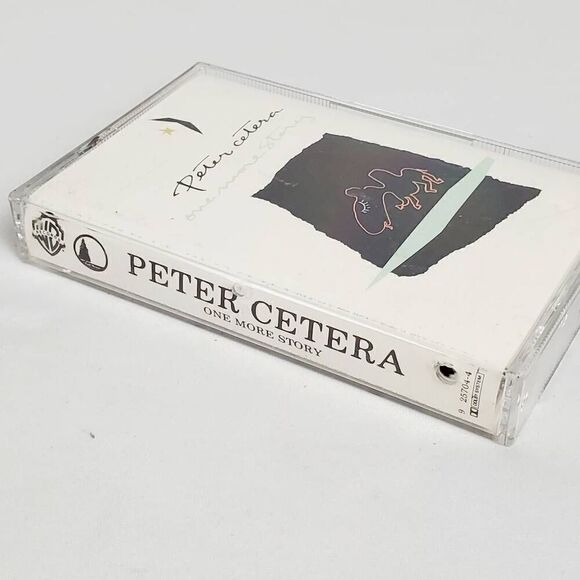 Peter cetera
one more story
PETER CETERA
ONE MORE STORY
9 25704-4